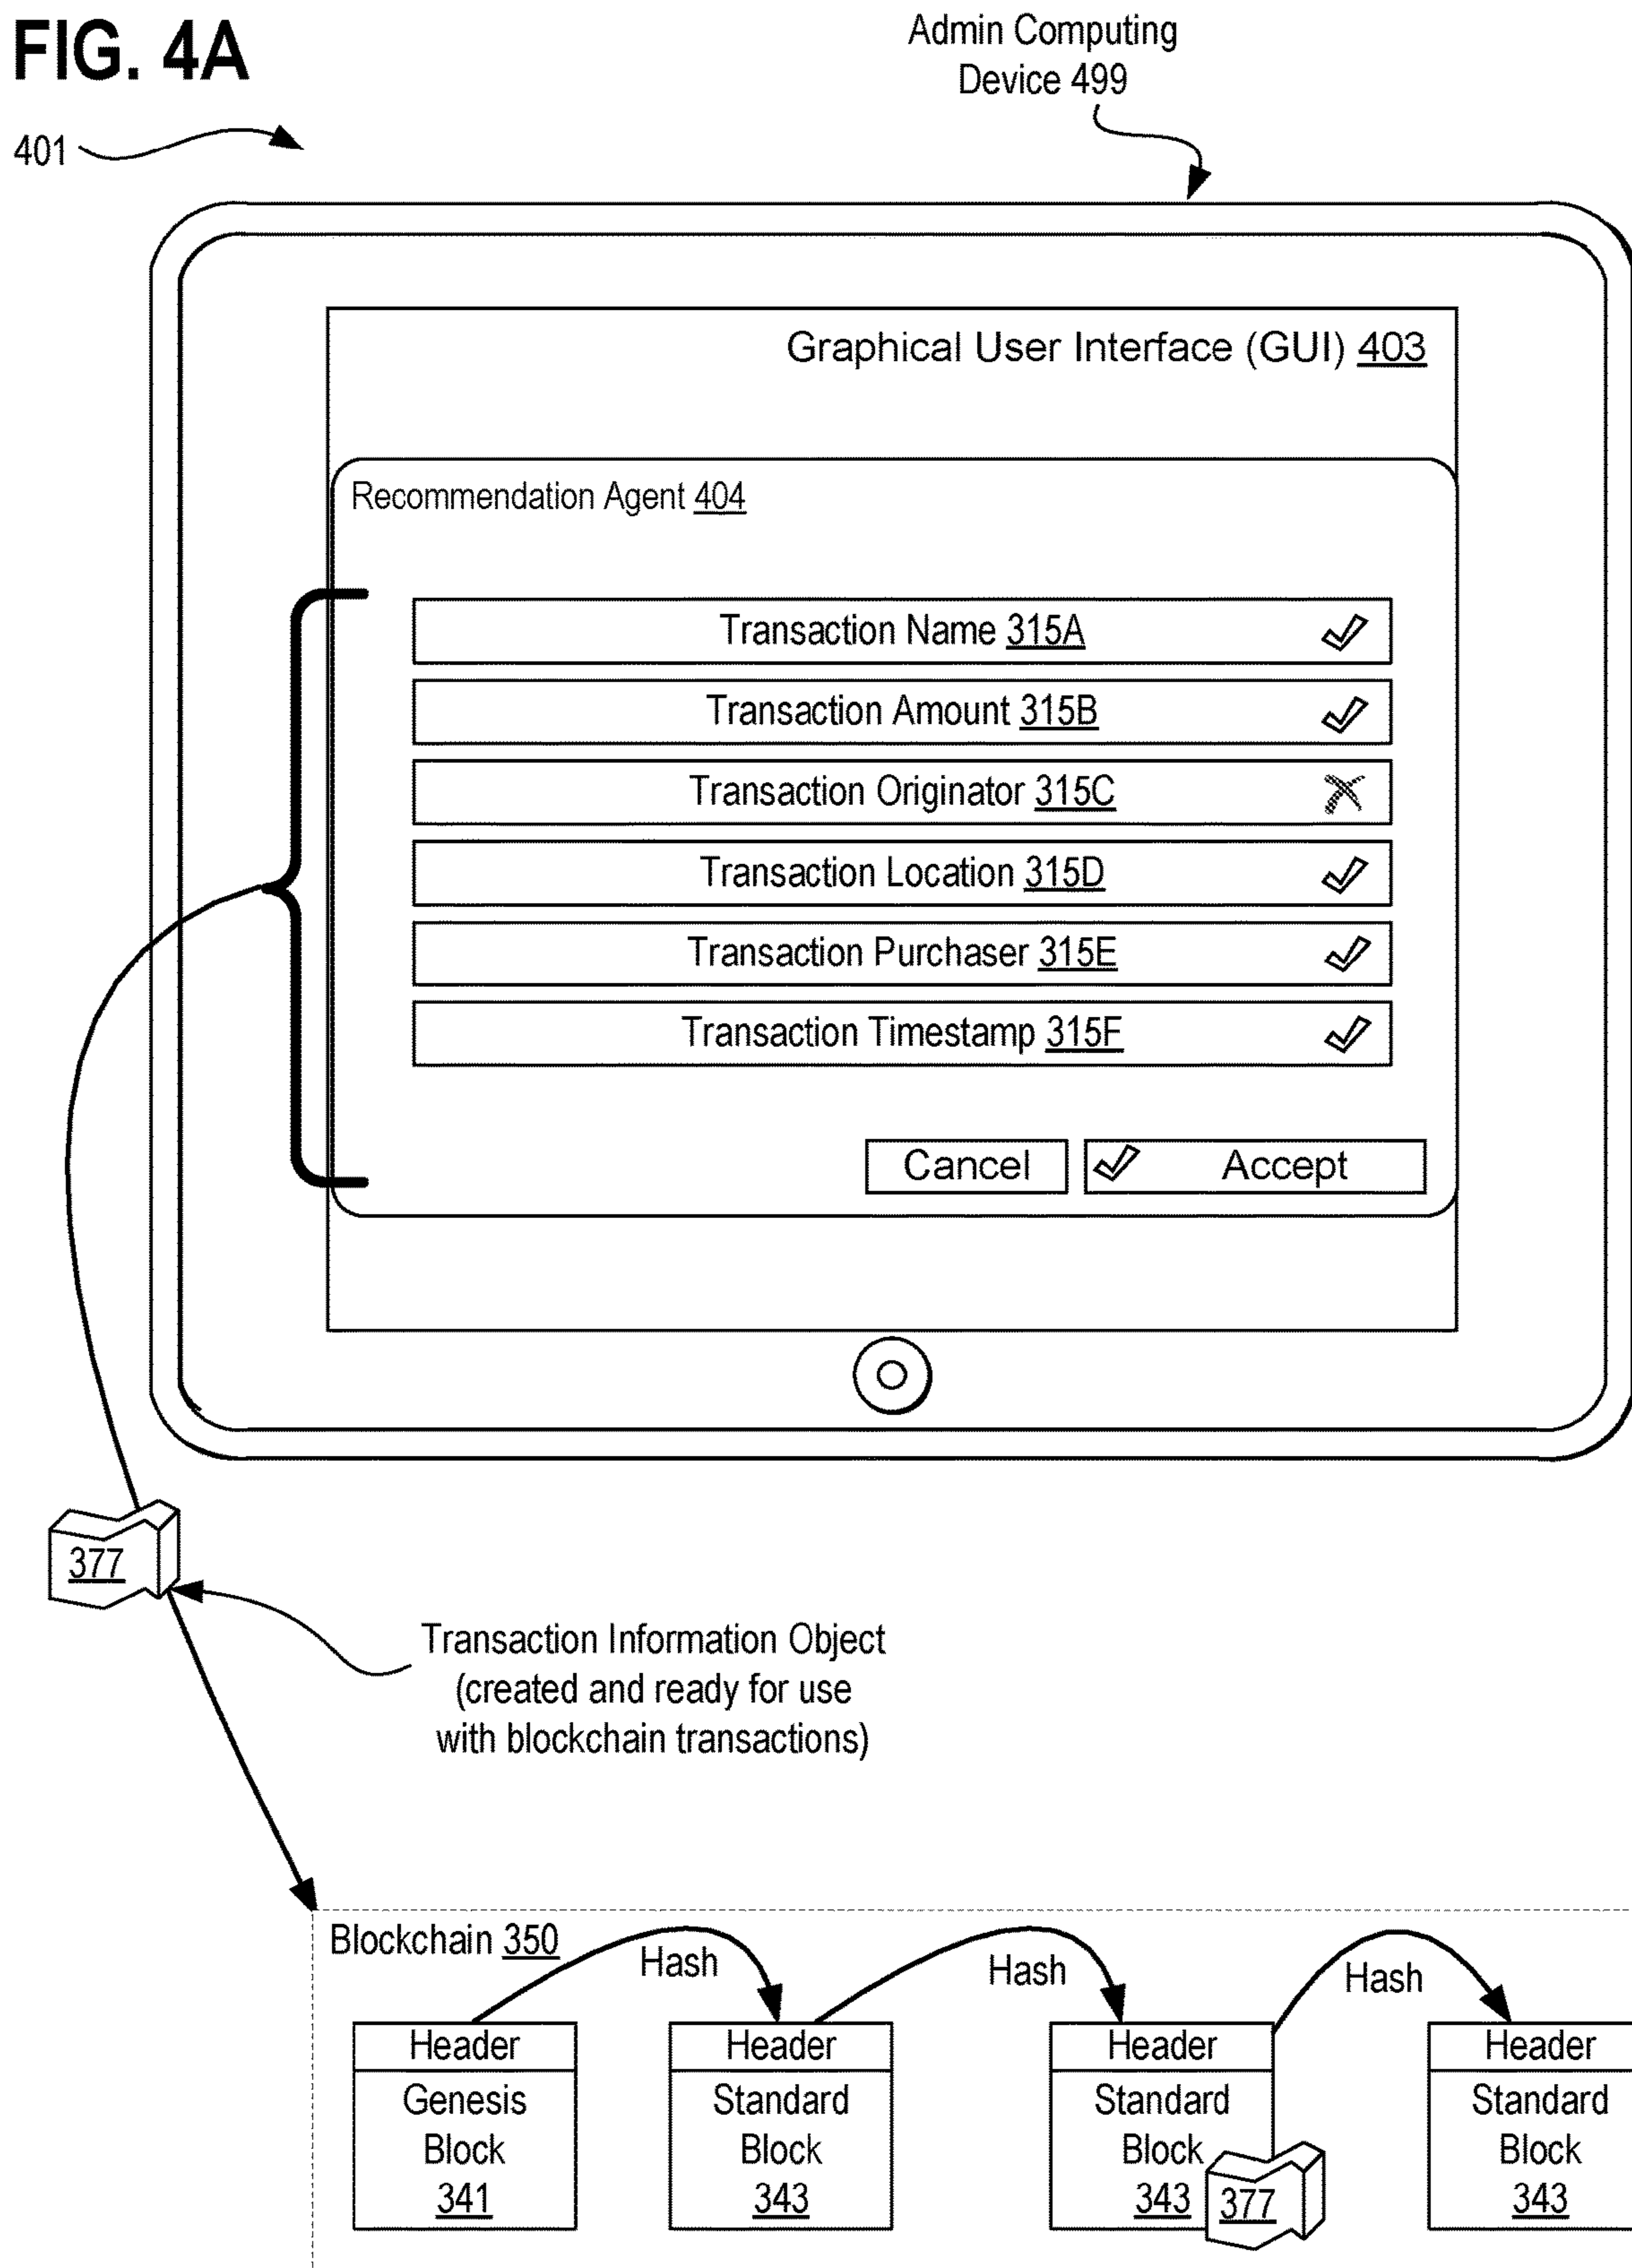 FIG. 4A
Admin Computing
Device 499
401
Graphical User Interface (GUI) 403
Recommendation Agent 404
Transaction Name 315A
Transaction Amount 315B
Transaction Originator 315C
Transaction Location 315D
Transaction Purchaser 315E
Transaction Timestamp 315F
Cancel
Accept
377
Transaction Information Object
(created and ready for use
with blockchain transactions)
Blockchain 350
Hash
Hash
Hash
Header
Genesis
Block
341
Header
Standard
Block
343
Header
Standard
Block
343
377
Header
Standard
Block
343